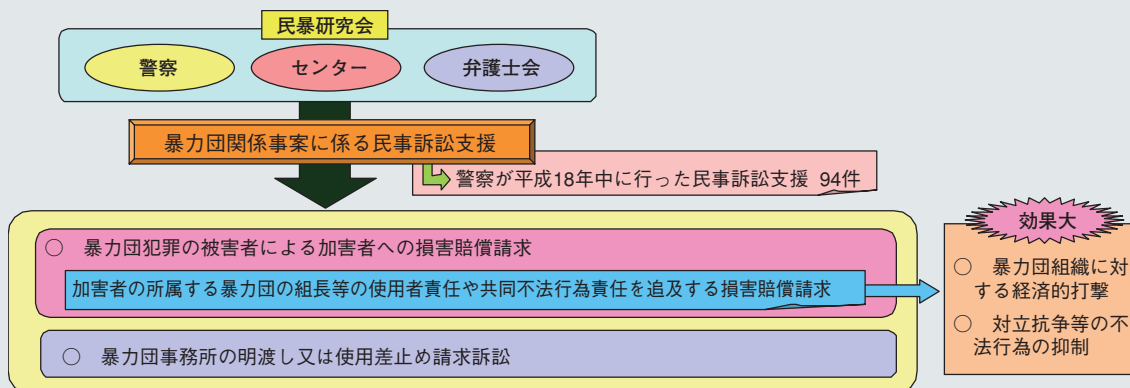 民暴研究会
警察
センター
弁護士会
暴力団関係事案に係る民事訴訟支援
警察が平成18年中に行った民事訴訟支援 94件
○ 暴力団犯罪の被害者による加害者への損害賠償請求
加害者の所属する暴力団の組長等の使用者責任や共同不法行為責任を追及する損害賠償請求
○ 暴力団事務所の明渡し又は使用差止め請求訴訟
効果大
○ 暴力団組織に対
する経済的打撃
○ 対立抗争等の不
法行為の抑制